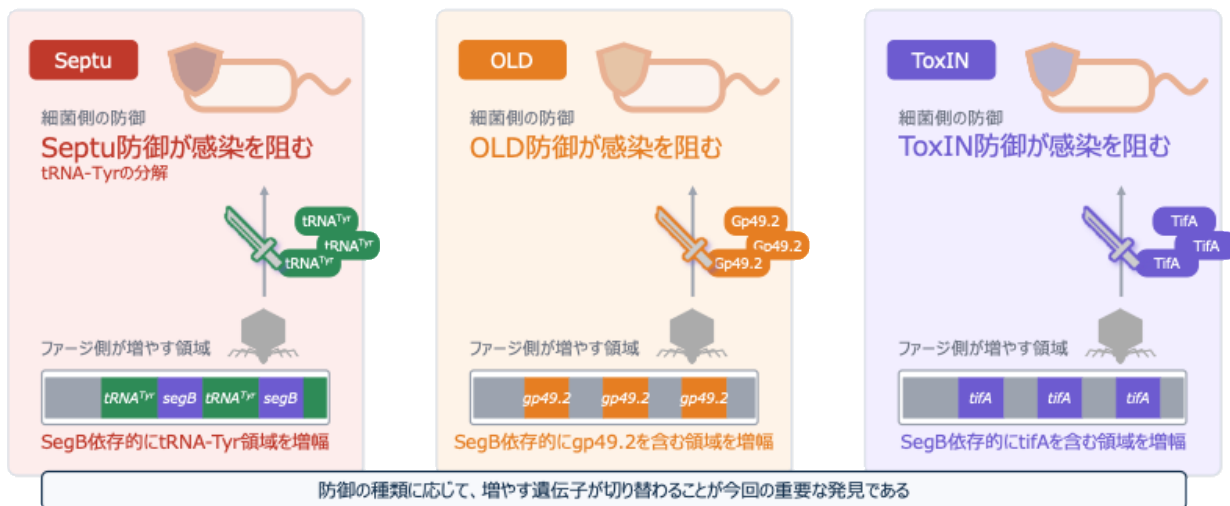 Septu
細菌側の防御
Septu防御が感染を阻む
tRNA-Tyrの分解
tRNATyr
tRNATyr
tRNATyr
ファージ側が増やす領域
tRNATyr segB tRNATyr segB
SegB依存的にtRNA-Tyr領域を増幅
OLD
細菌側の防御
OLD防御が感染を阻む
Gp49.2
Gp49.2
Gp49.2
ファージ側が増やす領域
gp49.2 gp49.2 gp49.2
SegB依存的にgp49.2を含む領域を増幅
ToxIN
細菌側の防御
ToxIN防御が感染を阻む
TifA
TifA
TifA
ファージ側が増やす領域
tifA tifA tifA
SegB依存的にtifAを含む領域を増幅
防御の種類に応じて、増やす遺伝子が切り替わることが今回の重要な発見である